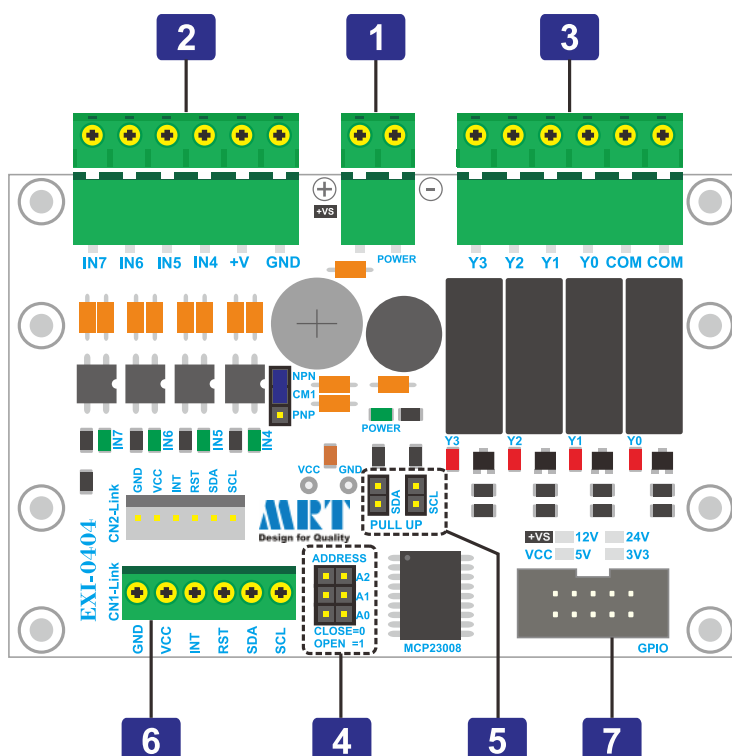 2 1 3
+VS
IN7 IN6 IN5 IN4 +V GND
POWER
Y3 Y2 Y1 Y0 COM COM
NPN
CM1
PNP
IN7 IN6 IN5 IN4
POWER
Y3 Y2 Y1 Y0
GND VCC INT RST SDA SCL
CN2-Link
VCC GND
MRT
Design for Quality
SDA SCL
PULL UP
+VS 12V 24V
VCC 5V 3V3
EXI-0404
CN1-Link
ADDRESS
A2
A1
A0
CLOSE=0
OPEN =1
MCP23008
GPIO
GND VCC INT RST SDA SCL
6 4 5 7